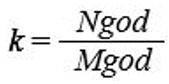 k = Ngod / Mgod